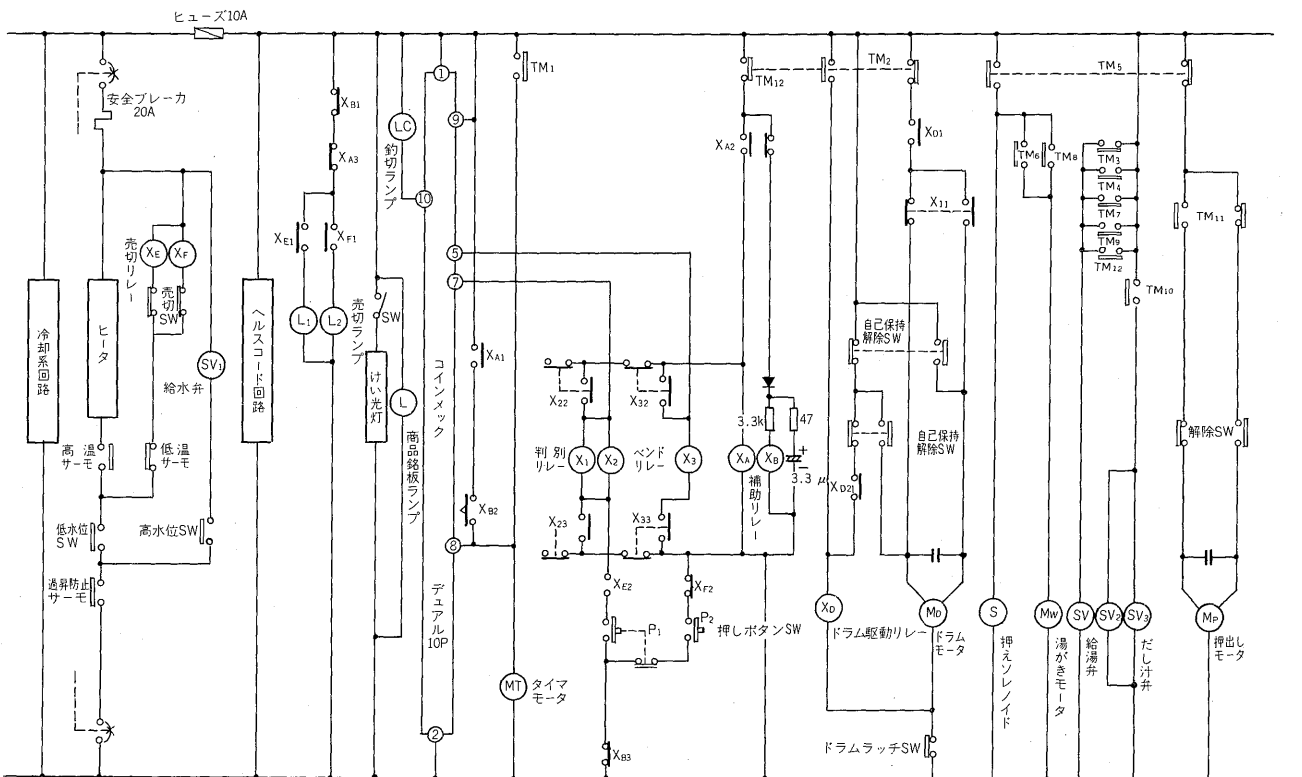 ヒューズ10A
安全ブレーカ
20A
売切リレー
XE
XF
売切
SW
SV1
給水弁
冷却系回路
ヒータ
高温
サーモ
低温
サーモ
低水位
SW
高水位SW
過昇防止
サーモ
ヘルスコード回路
XB1
XA3
XE1
XF1
L1
L2
売切ランプ
SW
けい光灯
L
商品銘板ランプ
LC
釣切ランプ
1
9
10
5
7
コインメック
8
デュアル
10P
2
XA1
XB2
TM1
MT
タイマ
モータ
X22
X32
判別
リレー
X1
X2
ベンド
リレー
X3
X23
X33
XE2
XF2
P1
P2
押しボタンSW
XB3
TM12
XA2
3.3k
47
XA
XB
3.3μ
補助リレー
TM2
XD1
X11
自己保持
解除SW
自己保持
解除SW
XD2
XD
ドラム駆動リレー
MD
ドラム
モータ
ドラムラッチSW
TM5
TM6
TM8
TM3
TM4
TM7
TM9
TM12
TM10
TM11
解除SW
S
押えソレノイド
MW
湯がきモータ
SV
給湯弁
SV2
SV3
だし汁弁
MP
押出し
モータ